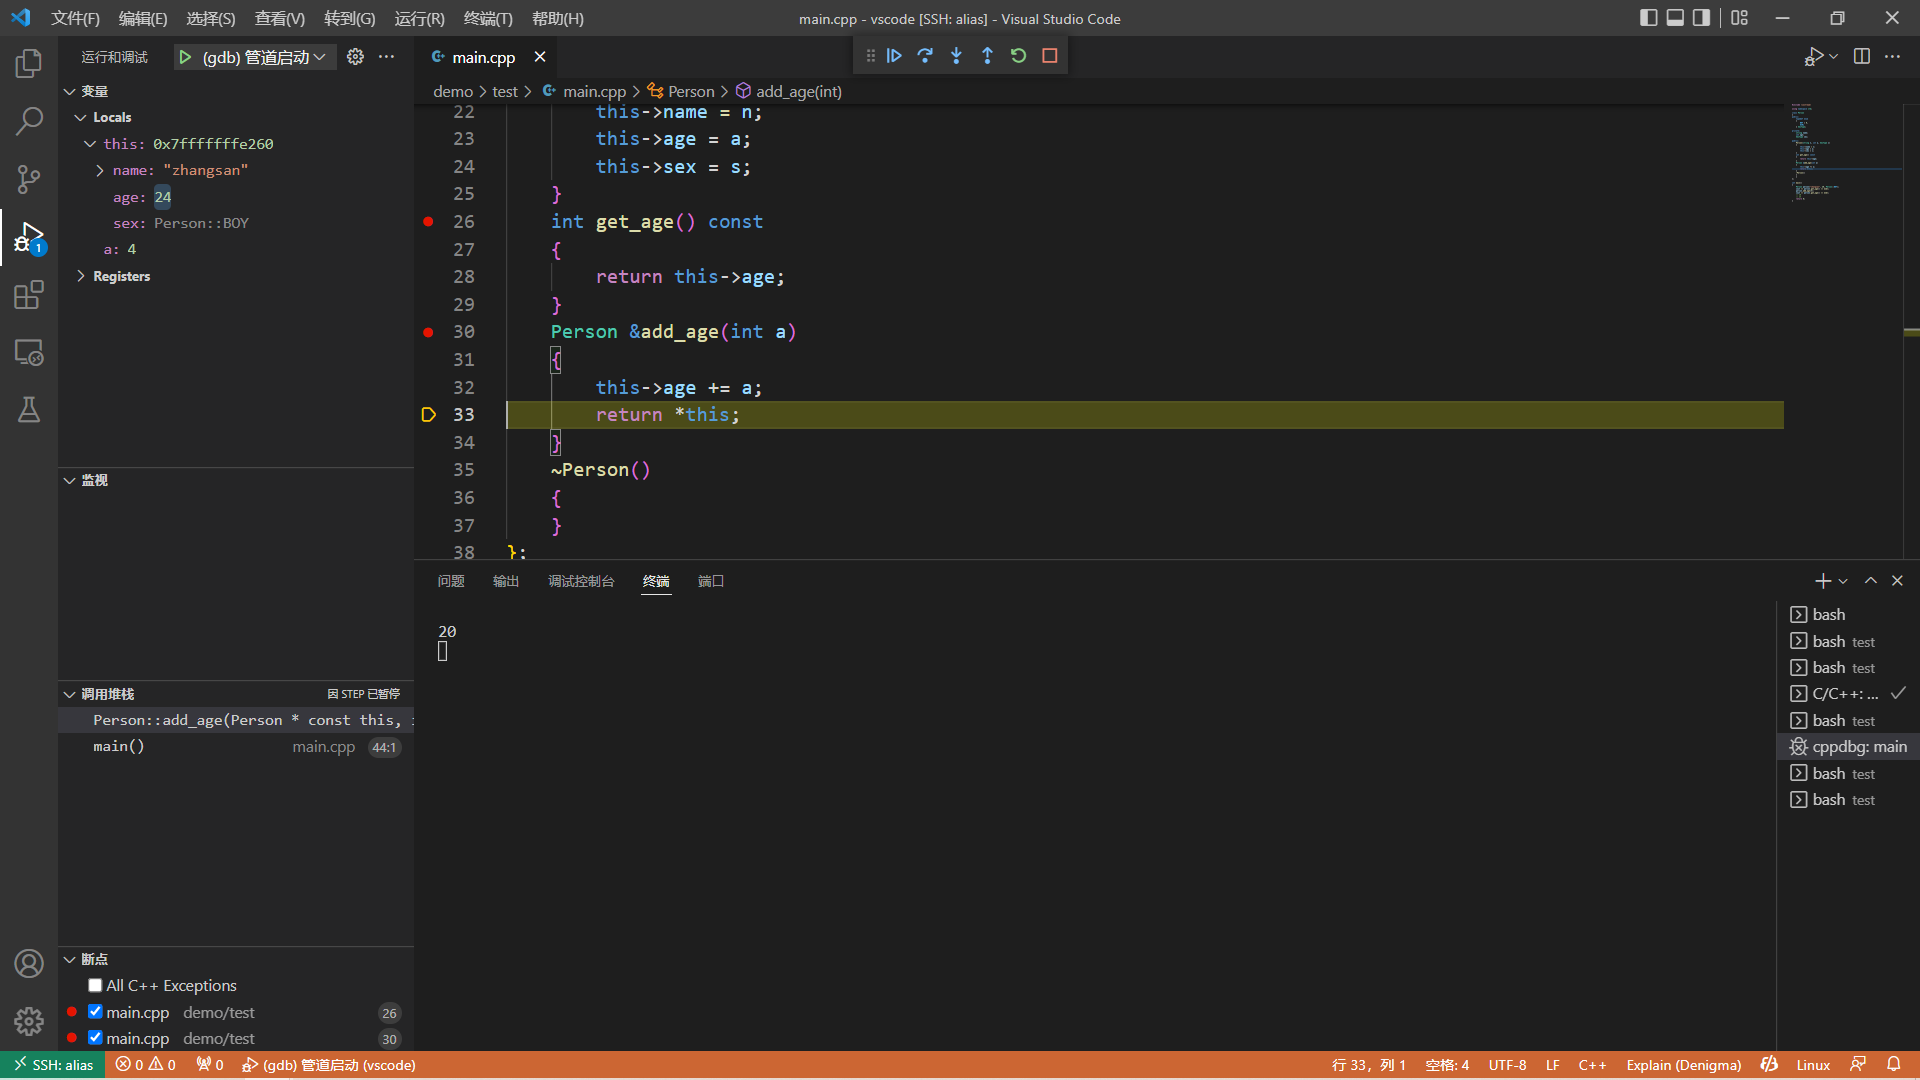 文件(F) 编辑(E) 选择(S) 查看(V) 转到(G) 运行(R) 终端(T) 帮助(H)
main.cpp - vscode [SSH: alias] - Visual Studio Code
运行和调试 (gdb) 管道启动
main.cpp
demo test main.cpp Person add_age(int)
变量
Locals
this: 0x7fffffffe260
name: "zhangsan"
age: 24
sex: Person::BOY
a: 4
Registers
1
监视
调用堆栈 因 STEP 已暂停
Person::add_age(Person * const this,
main() main.cpp 44:1
断点
All C++ Exceptions
main.cpp demo/test 26
main.cpp demo/test 30
22 this->name = n;
23 this->age = a;
24 this->sex = s;
25 }
26 int get_age() const
27 {
28 return this->age;
29 }
30 Person &add_age(int a)
31 {
32 this->age += a;
33 return *this;
34 }
35 ~Person()
36 {
37 }
38 };
问题 输出 调试控制台 终端 端口
20
bash
bash test
bash test
C/C++: ...
bash test
cppdbg: main
bash test
bash test
SSH: alias 0 0 0 (gdb) 管道启动 (vscode)
行 33，列 1 空格: 4 UTF-8 LF C++ Explain (Denigma) Linux